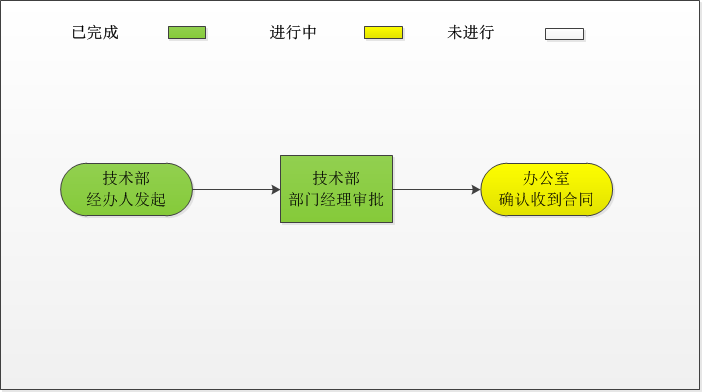 已完成
进行中
未进行
技术部
经办人发起
技术部
部门经理审批
办公室
确认收到合同